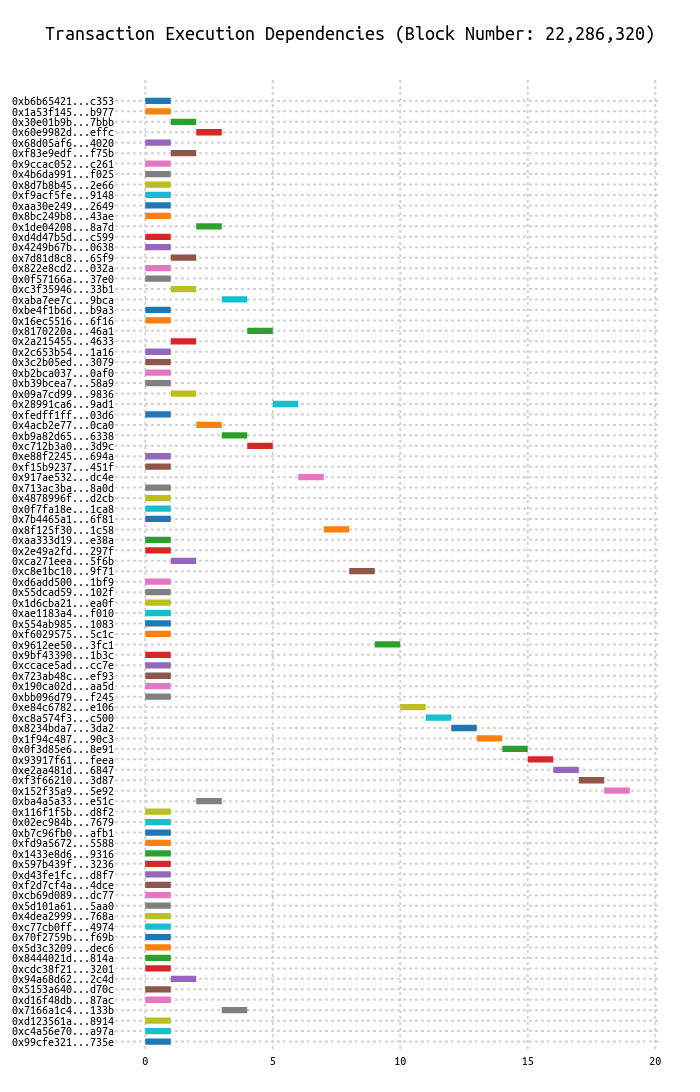 Transaction Execution Dependencies (Block Number: 22,286,320)
0xb6b65421...c353
0x1a53f145...b977
0x30e01b9b...7bbb
0x60e9982d...effc
0x68d05af6...4020
0xf83e9edf...f75b
0x9ccac052...c261
0x4b6da991...f025
0x8d7b8b45...2e66
0xf9acf5fe...9148
0xaa30e249...2649
0x8bc249b8...43ae
0x1de04208...8a7d
0xd4d47b5d...c599
0x4249b67b...0638
0x7d81d8c8...65f9
0x822e8cd2...032a
0x0f57166a...37e0
0xc3f35946...33b1
0xaba7ee7c...9bca
0xbe4f1b6d...b9a3
0x16ec5516...6f16
0x8170220a...46a1
0x2a215455...4633
0x2c653b54...1a16
0x3c2b05ed...3079
0xb2bca037...0af0
0xb39bcea7...58a9
0x09a7cd99...9836
0x28991ca6...9ad1
0xfedff1ff...03d6
0x4acb2e77...0ca0
0xb9a82d65...6338
0xc712b3a0...3d9c
0xe88f2245...694a
0xf15b9237...451f
0x917ae532...dc4e
0x713ac3ba...8a0d
0x4878996f...d2cb
0x0f7fa18e...1ca8
0x7b4465a1...6f81
0x8f125f30...1c58
0xaa333d19...e38a
0x2e49a2fd...297f
0xca271eea...5f6b
0xc8e1bc10...9f71
0xd6add500...1bf9
0x55dcad59...102f
0x1d6cba21...ea0f
0xae1183a4...f010
0x554ab985...1083
0xf6029575...5c1c
0x9612ee50...3fc1
0x9bf43390...1b3c
0xccace5ad...cc7e
0x723ab48c...ef93
0x190ca02d...aa5d
0xbb096d79...f245
0xe84c6782...e106
0xc8a574f3...c500
0x8234bda7...3da2
0x1f94c487...90c3
0x0f3d85e6...8e91
0x93917f61...feea
0xe2aa481d...6847
0xf3f66210...3d87
0x152f35a9...5e92
0xba4a5a33...e51c
0x116f1f5b...d8f2
0x02ec984b...7679
0xb7c96fb0...afb1
0xfd9a5672...5588
0x1433e8d6...9316
0x597b439f...3236
0xd43fe1fc...d8f7
0xf2d7cf4a...4dce
0xcb69d089...dc77
0x5d101a61...5aa0
0x4dea2999...768a
0xc77cb0ff...4974
0x70f2759b...f69b
0x5d3c3209...dec6
0x8444021d...814a
0xcdc38f21...3201
0x94a68d62...2c4d
0x5153a640...d70c
0xd16f48db...87ac
0x7166a1c4...133b
0xd123561a...8914
0xc4a56e70...a97a
0x99cfe321...735e
0 5 10 15 20